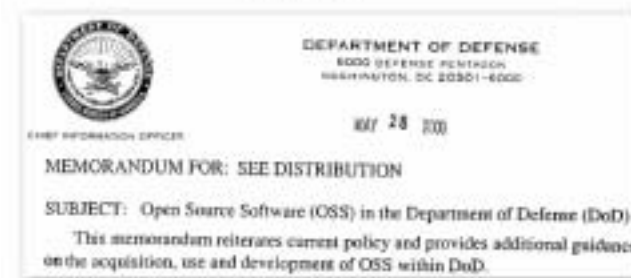 DEPARTMENT OF DEFENSE
6000 DEFENSE PENTAGON
WASHINGTON, DC 20301-6000
CHIEF INFORMATION OFFICER
MAY 28
MEMORANDUM FOR: SEE DISTRIBUTION
SUBJECT: Open Source Software (OSS) in the Department of Defense (DoD)
This memorandum reiterates current policy and provides additional guidance
on the acquisition, use and development of OSS within DoD.